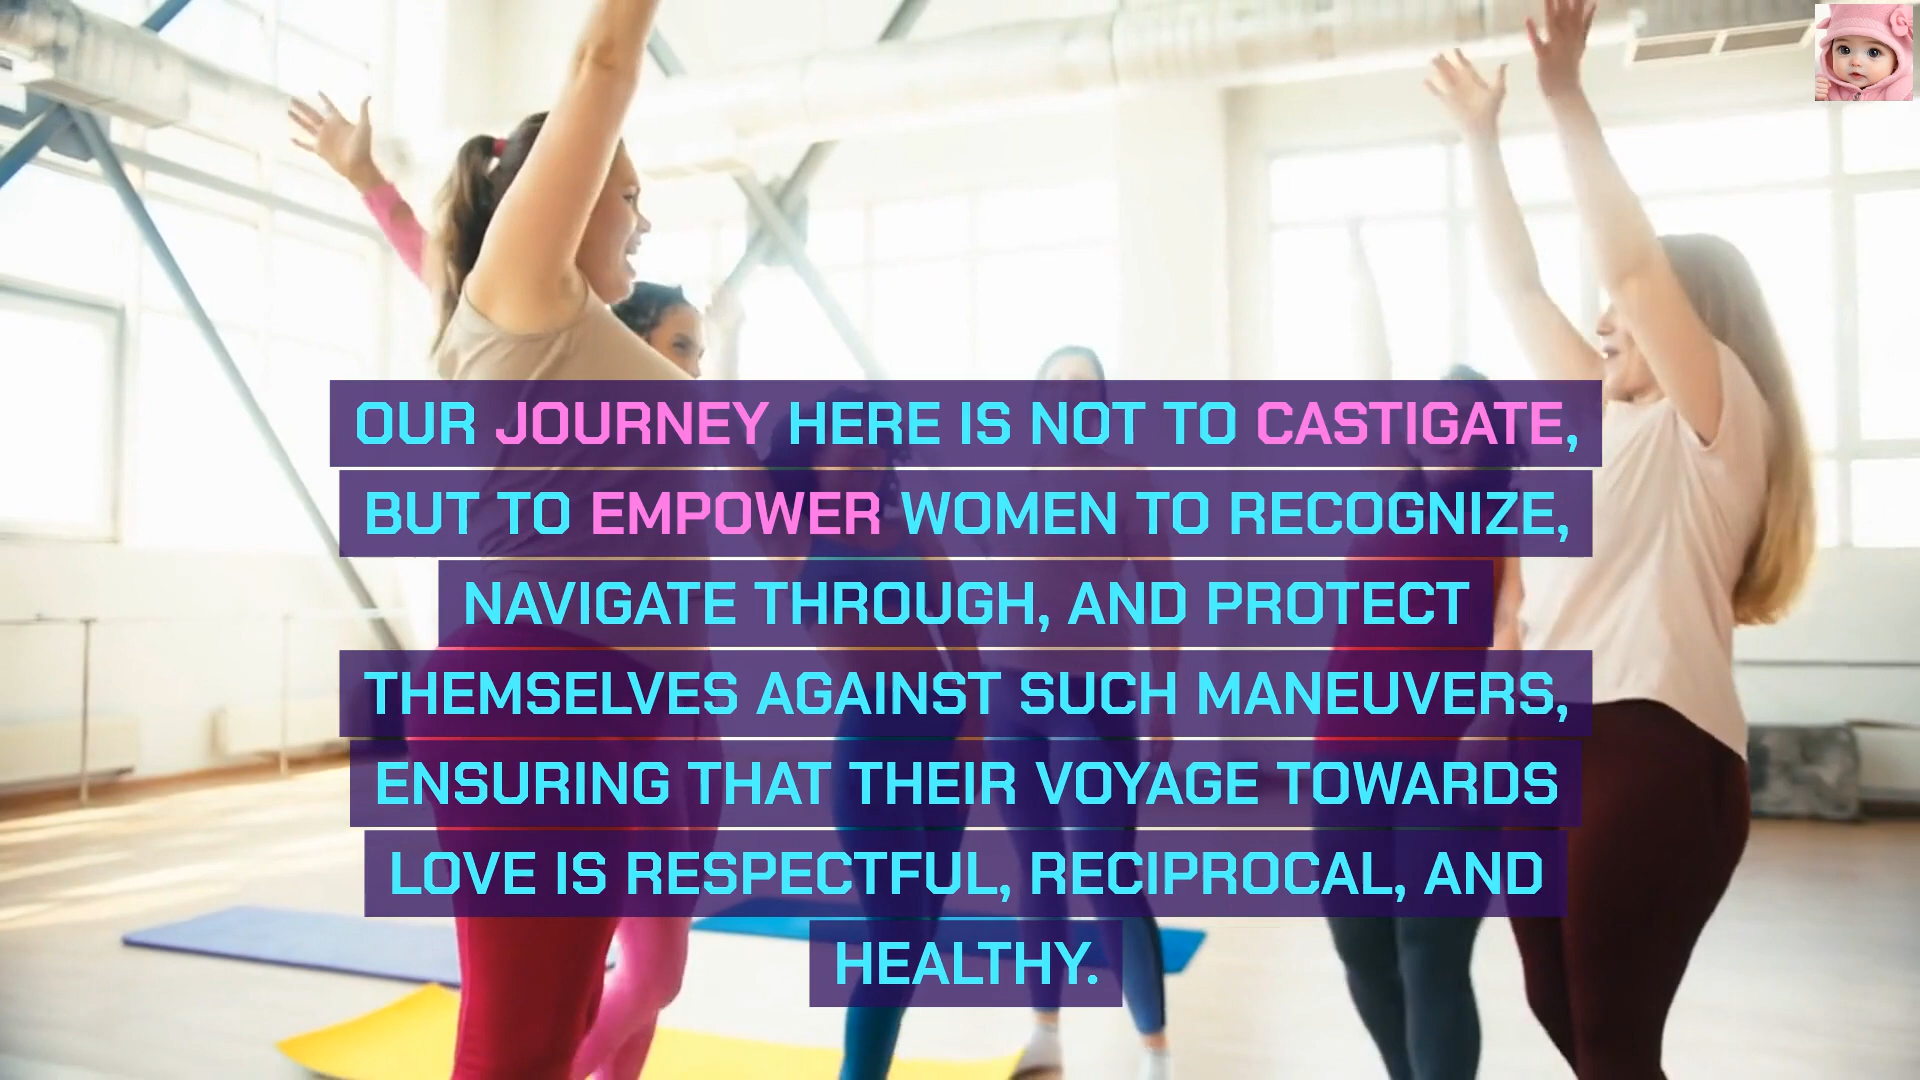 OUR JOURNEY HERE IS NOT TO CASTIGATE,
BUT TO EMPOWER WOMEN TO RECOGNIZE,
NAVIGATE THROUGH, AND PROTECT
THEMSELVES AGAINST SUCH MANEUVERS,
ENSURING THAT THEIR VOYAGE TOWARDS
LOVE IS RESPECTFUL, RECIPROCAL, AND
HEALTHY.